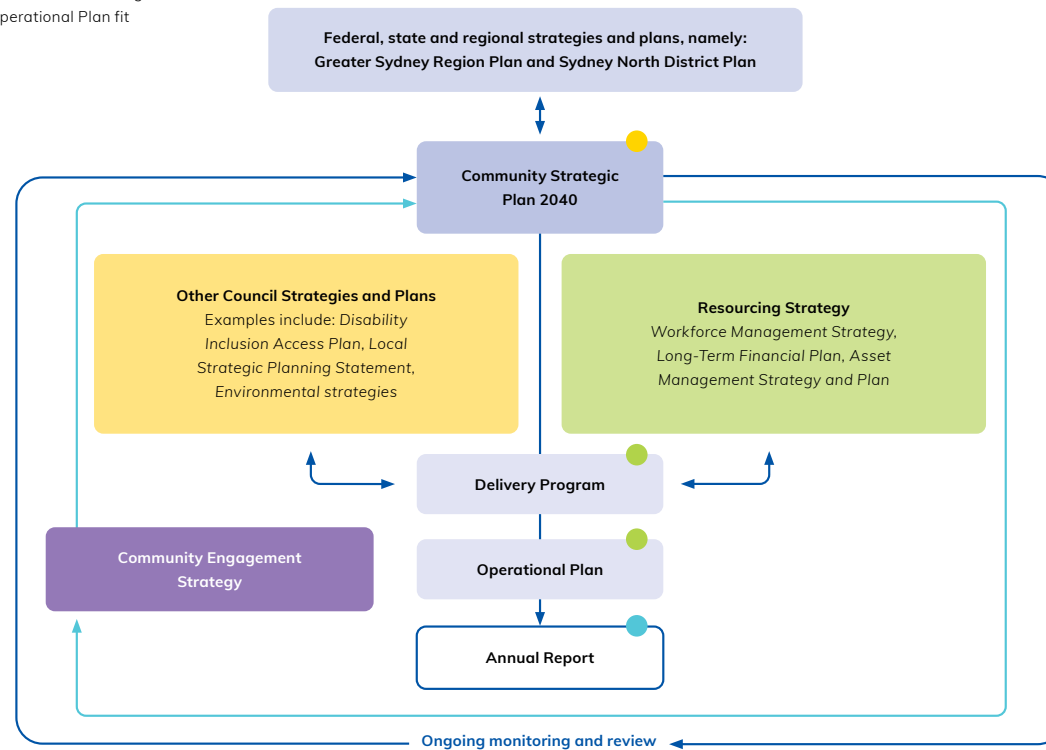 perational Plan fit
Federal, state and regional strategies and plans, namely:
Greater Sydney Region Plan and Sydney North District Plan
Community Strategic
Plan 2040
Other Council Strategies and Plans
Examples include: Disability
Inclusion Access Plan, Local
Strategic Planning Statement,
Environmental strategies
Resourcing Strategy
Workforce Management Strategy,
Long-Term Financial Plan, Asset
Management Strategy and Plan
Delivery Program
Community Engagement
Strategy
Operational Plan
Annual Report
Ongoing monitoring and review